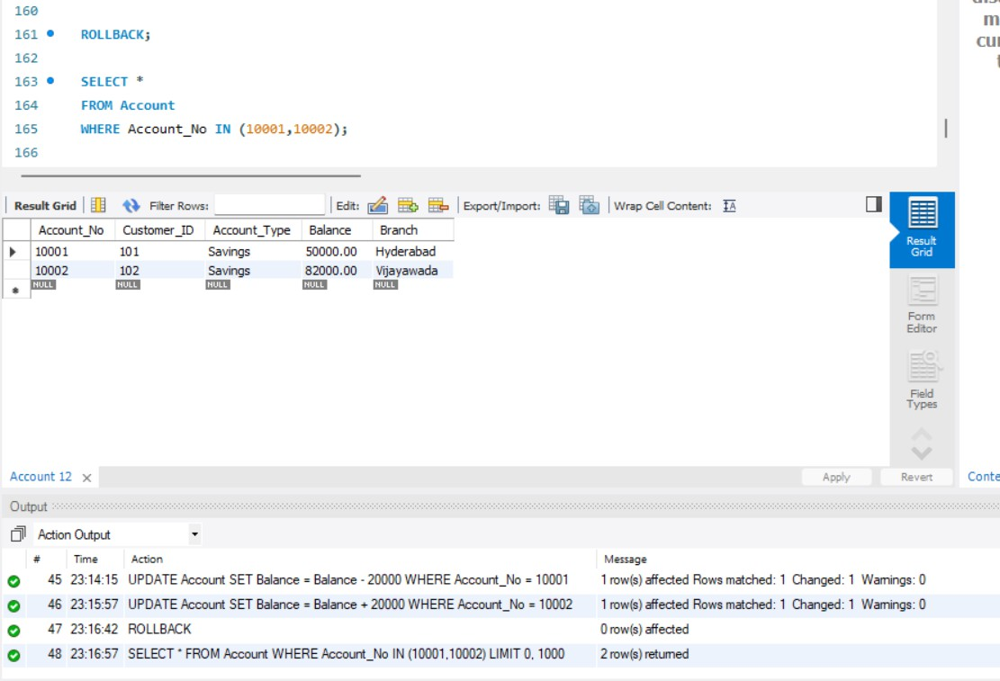 160
161 ROLLBACK;
162
163 SELECT *
164 FROM Account
165 WHERE Account_No IN (10001,10002);
166
Result Grid Filter Rows: Edit: Export/Import: Wrap Cell Content:
Account_No Customer_ID Account_Type Balance Branch
10001 101 Savings 50000.00 Hyderabad
10002 102 Savings 82000.00 Vijayawada
NULL NULL NULL NULL NULL
Result
Grid
Form
Editor
Field
Types
Account 12 Apply Revert Conte
Output
Action Output
# Time Action Message
45 23:14:15 UPDATE Account SET Balance = Balance - 20000 WHERE Account_No = 10001 1 row(s) affected Rows matched: 1 Changed: 1 Warnings: 0
46 23:15:57 UPDATE Account SET Balance = Balance + 20000 WHERE Account_No = 10002 1 row(s) affected Rows matched: 1 Changed: 1 Warnings: 0
47 23:16:42 ROLLBACK 0 row(s) affected
48 23:16:57 SELECT * FROM Account WHERE Account_No IN (10001,10002) LIMIT 0, 1000 2 row(s) returned